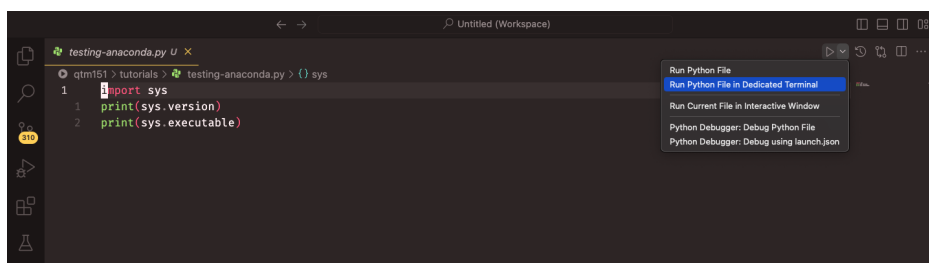 Untitled (Workspace)
testing-anaconda.py U
qtm151 > tutorials > testing-anaconda.py > {} sys
1 import sys
1 print(sys.version)
2 print(sys.executable)
310
Run Python File
Run Python File in Dedicated Terminal
Run Current File in Interactive Window
Python Debugger: Debug Python File
Python Debugger: Debug using launch.json